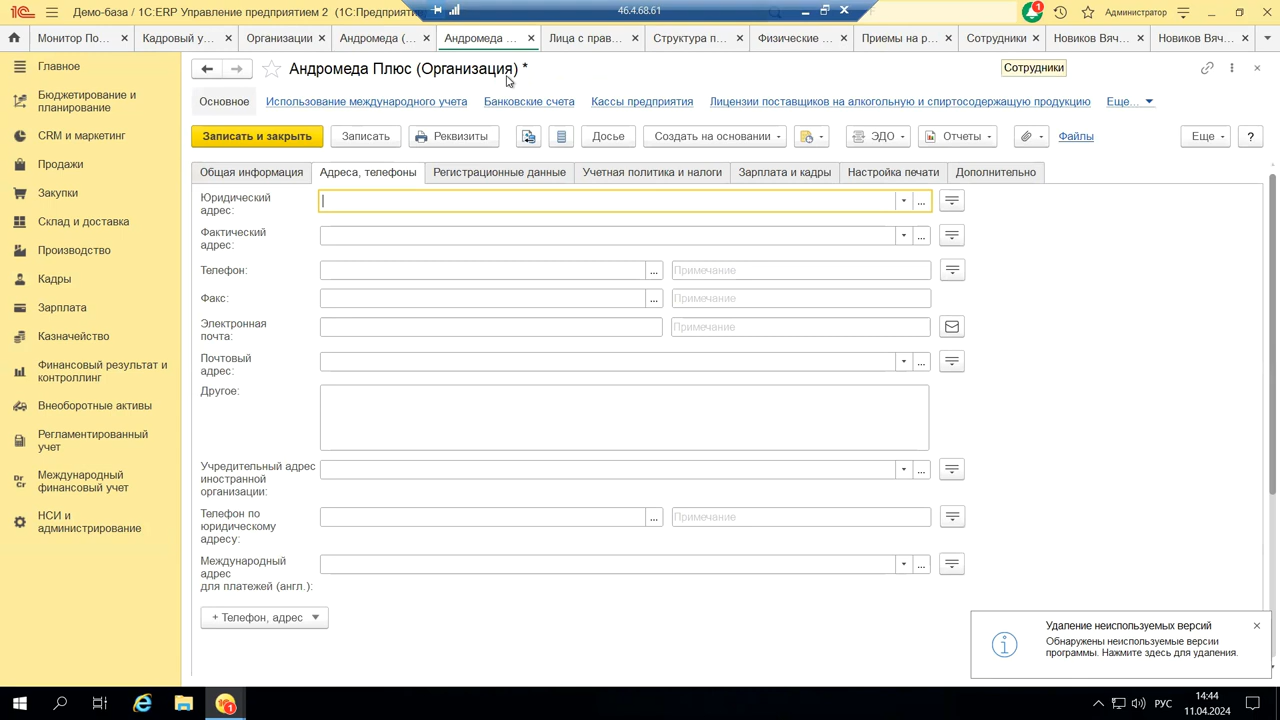 Демо-база / 1С:ERP Управление предприятием 2 (1С:Предприяти
46.4.68.61
1
Администратор
Монитор По...
Кадровый у...
Организации
Андромеда (...
Андромеда ...
Лица с прав...
Структура п...
Физические ...
Приемы на р...
Сотрудники
Новиков Вяч...
Новиков Вяч...
Главное
Бюджетирование и
планирование
CRM и маркетинг
Продажи
Закупки
Склад и доставка
Производство
Кадры
Зарплата
Казначейство
Финансовый результат и
контроллинг
Внеоборотные активы
Регламентированный
учет
Международный
финансовый учет
НСИ и
администрирование
Андромеда Плюс (Организация) *
Сотрудники
Основное
Использование международного учета
Банковские счета
Кассы предприятия
Лицензии поставщиков на алкогольную и спиртосодержащую продукцию
Еще...
Записать и закрыть
Записать
Реквизиты
Досье
Создать на основании
ЭДО
Отчеты
Файлы
Еще
?
Общая информация
Адреса, телефоны
Регистрационные данные
Учетная политика и налоги
Зарплата и кадры
Настройка печати
Дополнительно
Юридический
адрес:
Фактический
адрес:
Телефон:
Примечание
Факс:
Примечание
Электронная
почта:
Примечание
Почтовый
адрес:
Другое:
Учредительный адрес
иностранной
организации:
Телефон по
юридическому
адресу:
Примечание
Международный
адрес
для платежей (англ.):
+ Телефон, адрес
Удаление неиспользуемых версий
Обнаружены неиспользуемые версии
программы. Нажмите здесь для удаления.
РУС
14:44
11.04.2024